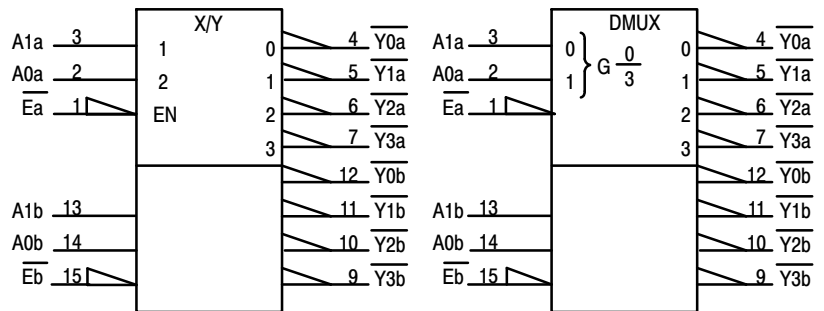 X/Y
A1a 3 1 0 4 Y0a
A0a 2 2 1 5 Y1a
Ea 1 EN 2 6 Y2a
3 7 Y3a
12 Y0b
A1b 13 11 Y1b
A0b 14 10 Y2b
Eb 15 9 Y3b
DMUX
A1a 3 0 G 0/3 0 4 Y0a
A0a 2 1 1 5 Y1a
Ea 1 2 6 Y2a
3 7 Y3a
12 Y0b
A1b 13 11 Y1b
A0b 14 10 Y2b
Eb 15 9 Y3b